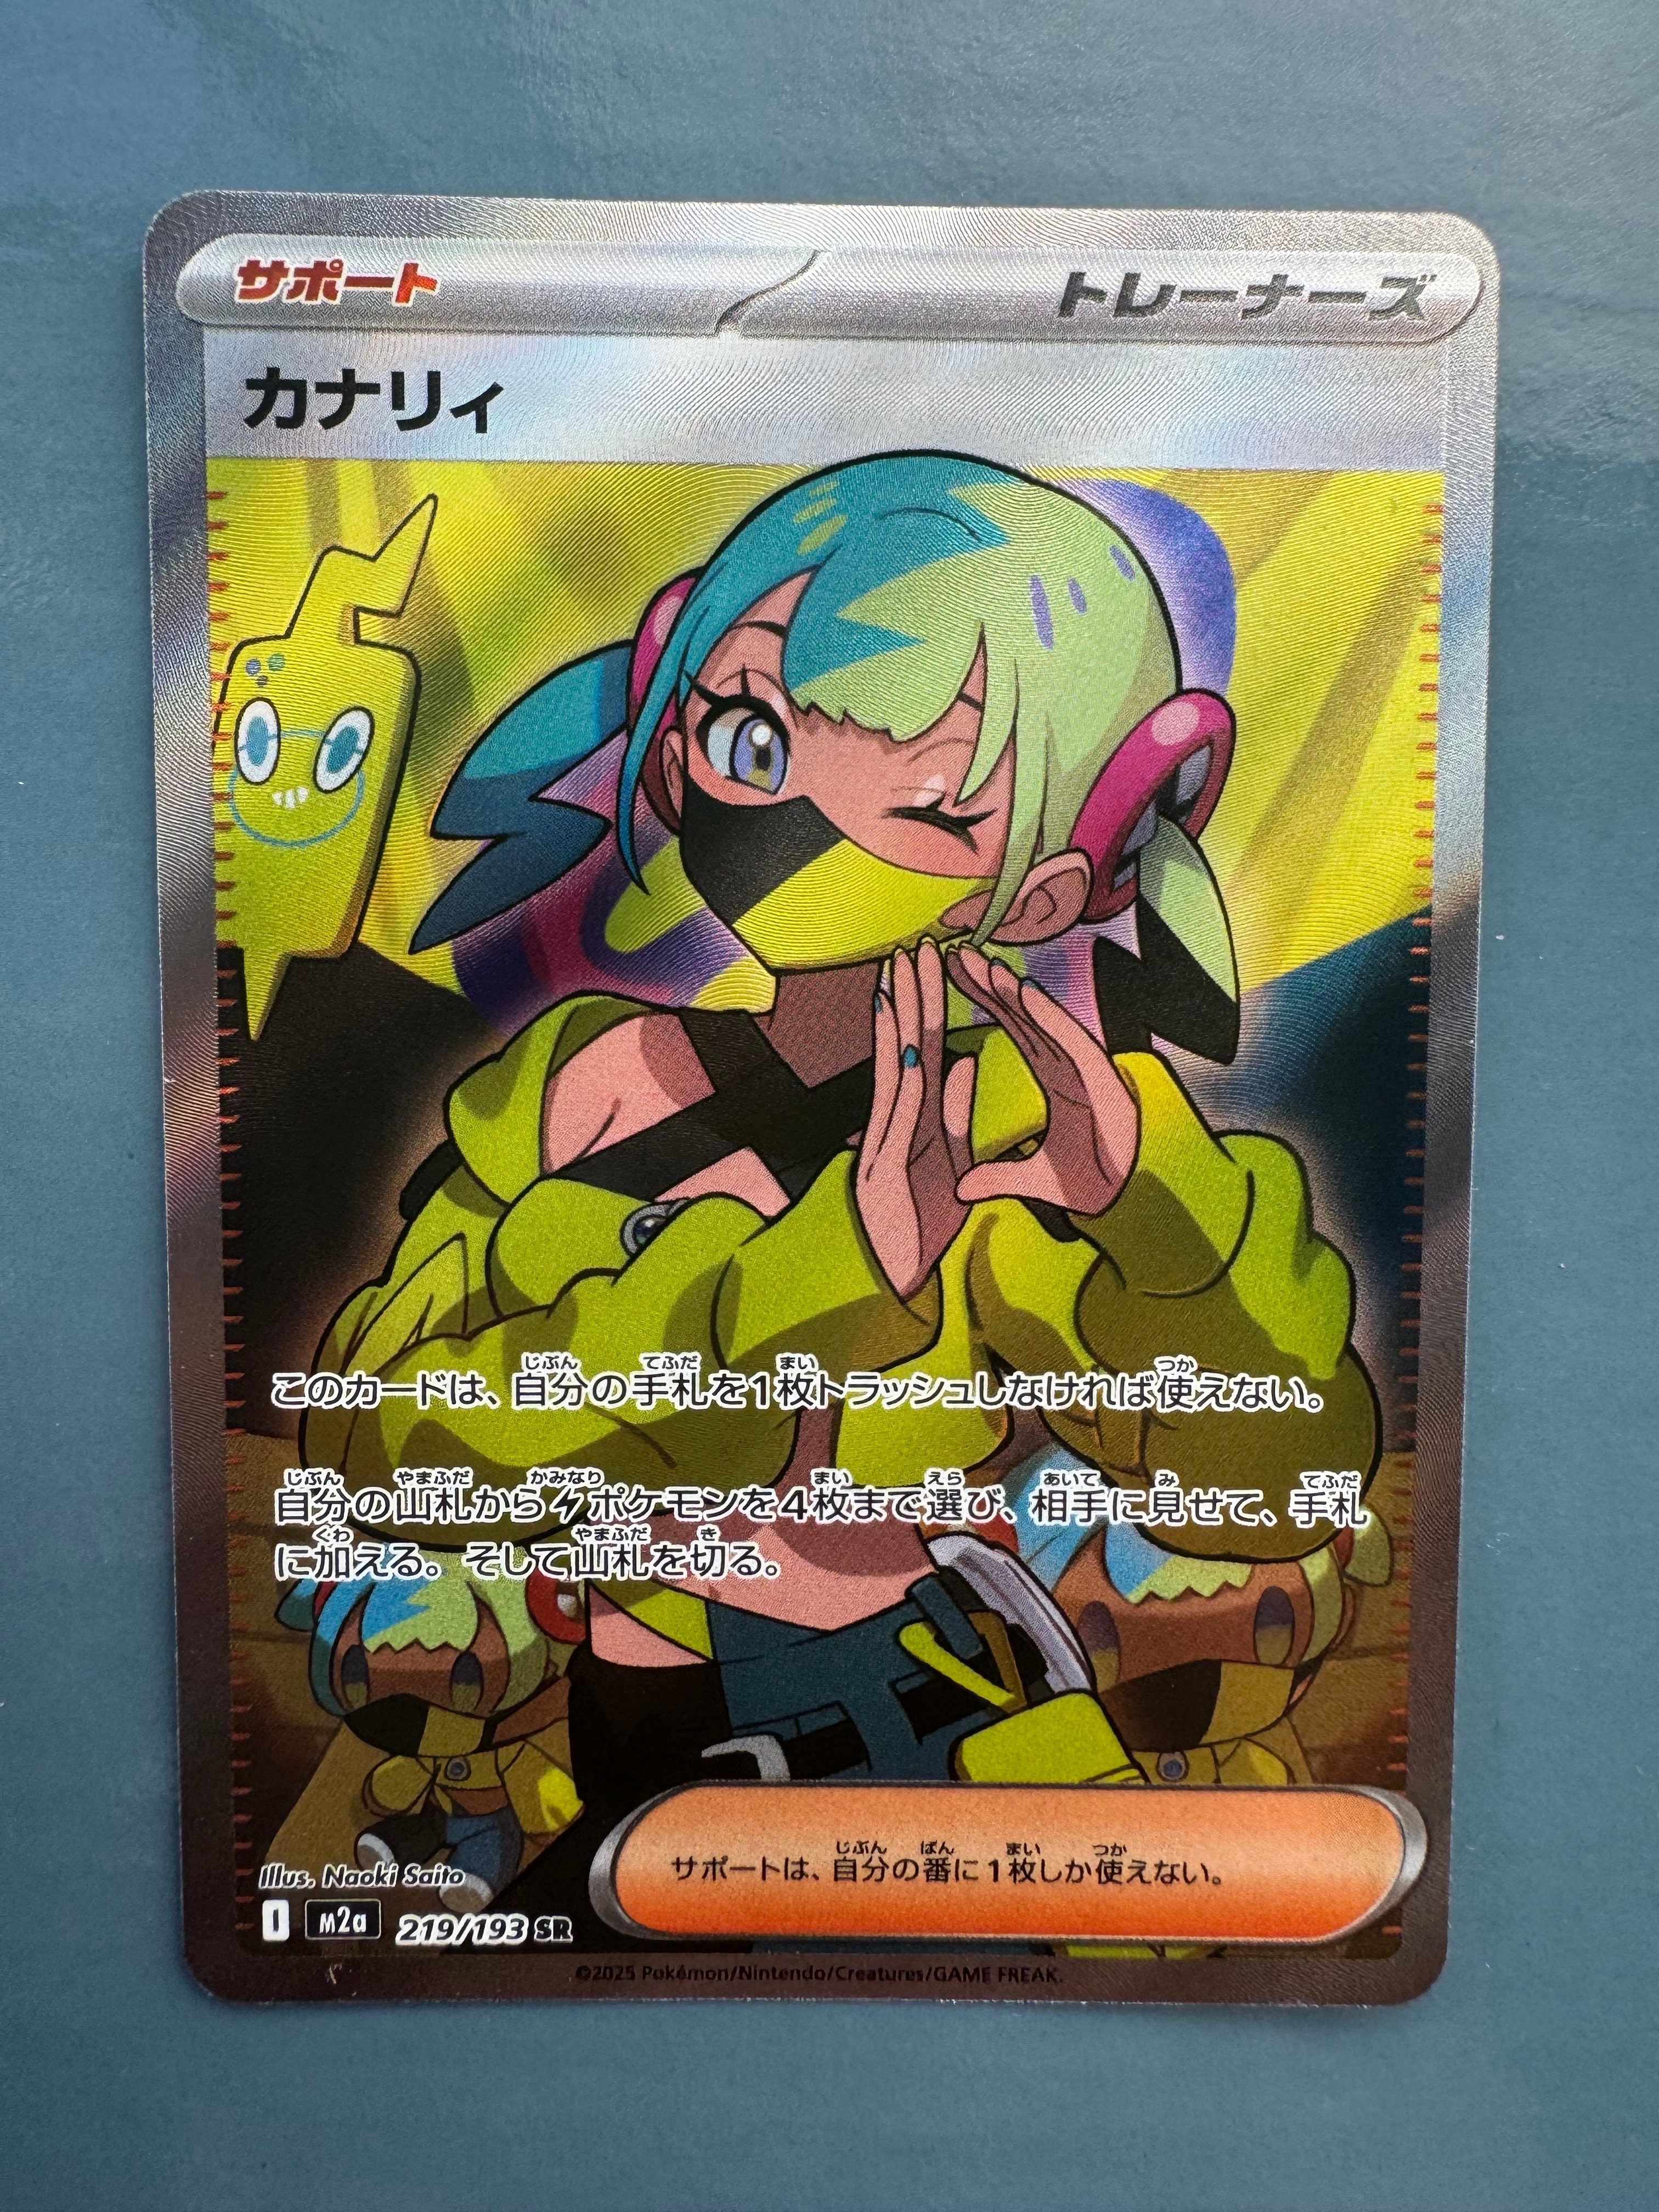 サポート
トレーナーズ
カナリィ
このカードは、自分の手札を1枚トラッシュしなければ使えない。
自分の山札からポケモンを4枚まで選び、相手に見せて、手札
に加える。そして山札を切る。
サポートは、自分の番に1枚しか使えない。
Illus. Naoki Saito
I m2a 219/193 SR
©2025 Pokémon/Nintendo/Creatures/GAME FREAK.